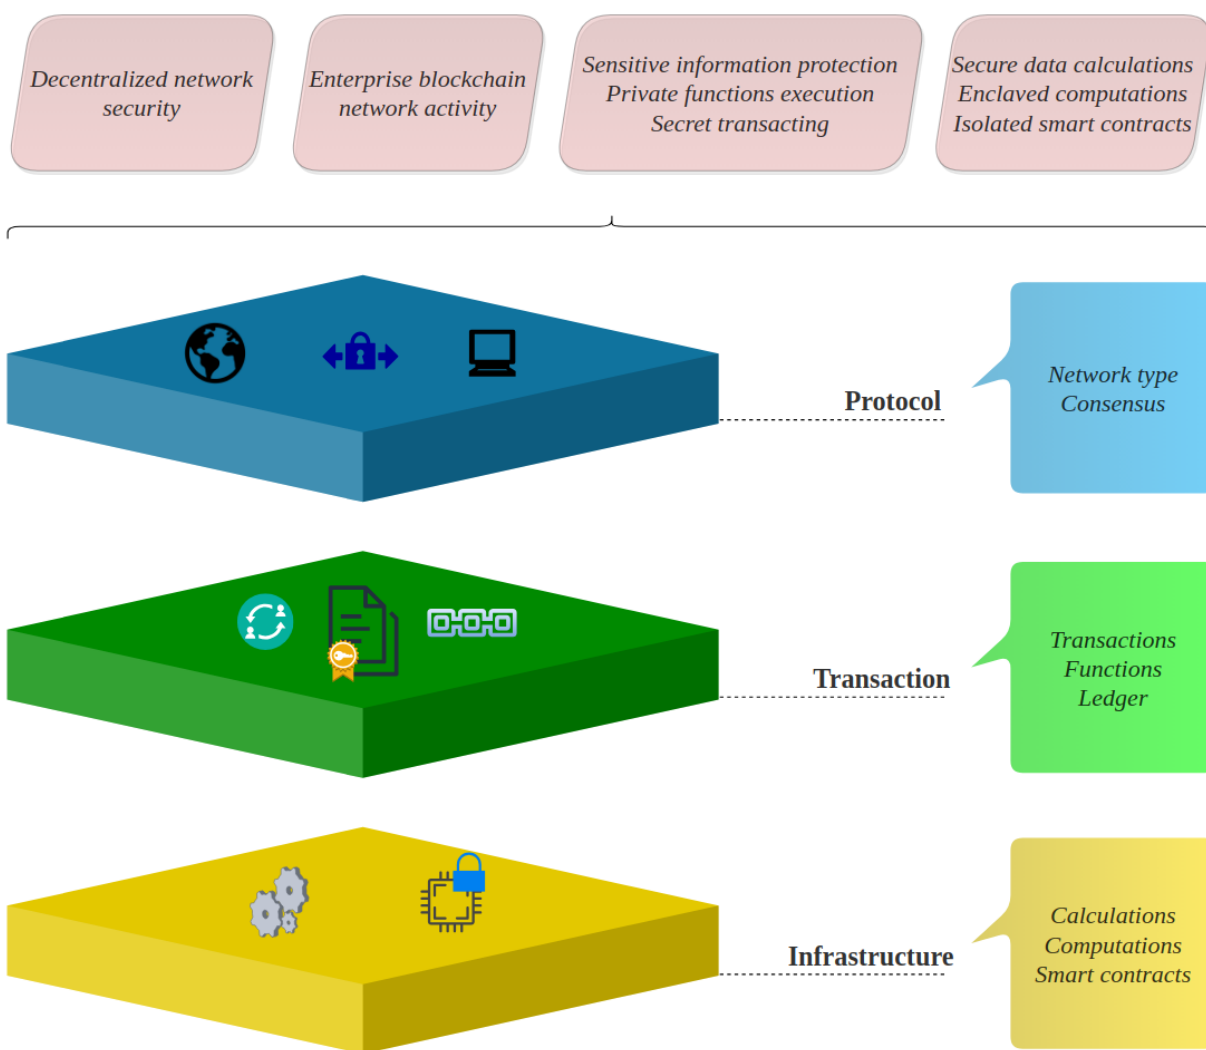 Decentralized network
security
Enterprise blockchain
network activity
Sensitive information protection
Private functions execution
Secret transacting
Secure data calculations
Enclaved computations
Isolated smart contracts
Protocol
Network type
Consensus
Transaction
Transactions
Functions
Ledger
Infrastructure
Calculations
Computations
Smart contracts